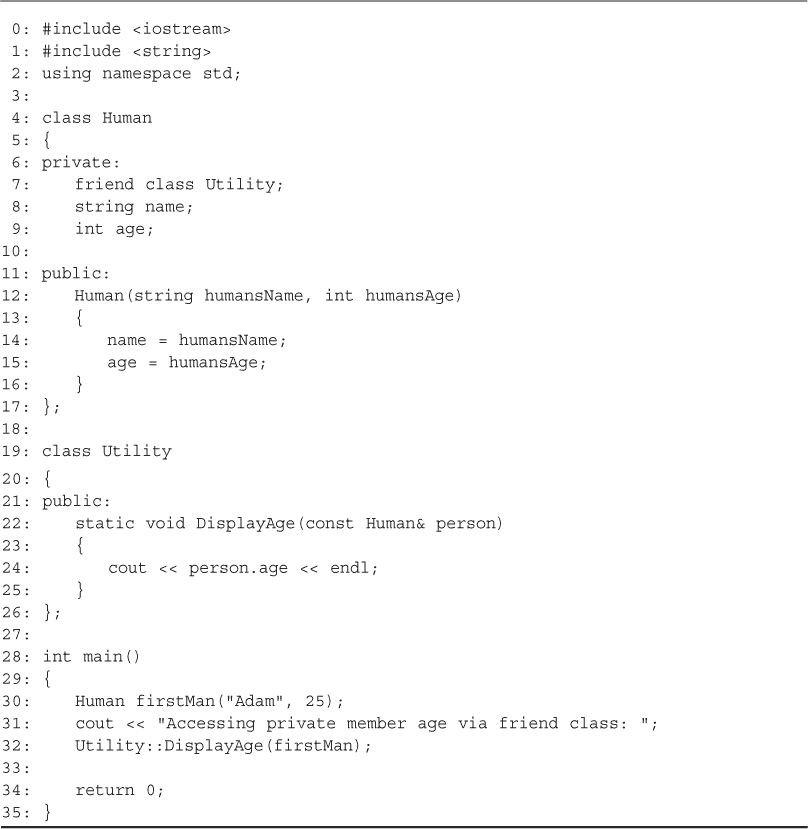 0: #include <iostream>
1: #include <string>
2: using namespace std;
3:
4: class Human
5: {
6: private:
7:    friend class Utility;
8:    string name;
9:    int age;
10:
11: public:
12:    Human(string humansName, int humansAge)
13:    {
14:       name = humansName;
15:       age = humansAge;
16:    }
17: };
18:
19: class Utility
20: {
21: public:
22:    static void DisplayAge(const Human& person)
23:    {
24:       cout << person.age << endl;
25:    }
26: };
27:
28: int main()
29: {
30:    Human firstMan("Adam", 25);
31:    cout << "Accessing private member age via friend class: ";
32:    Utility::DisplayAge(firstMan);
33:
34:    return 0;
35: }